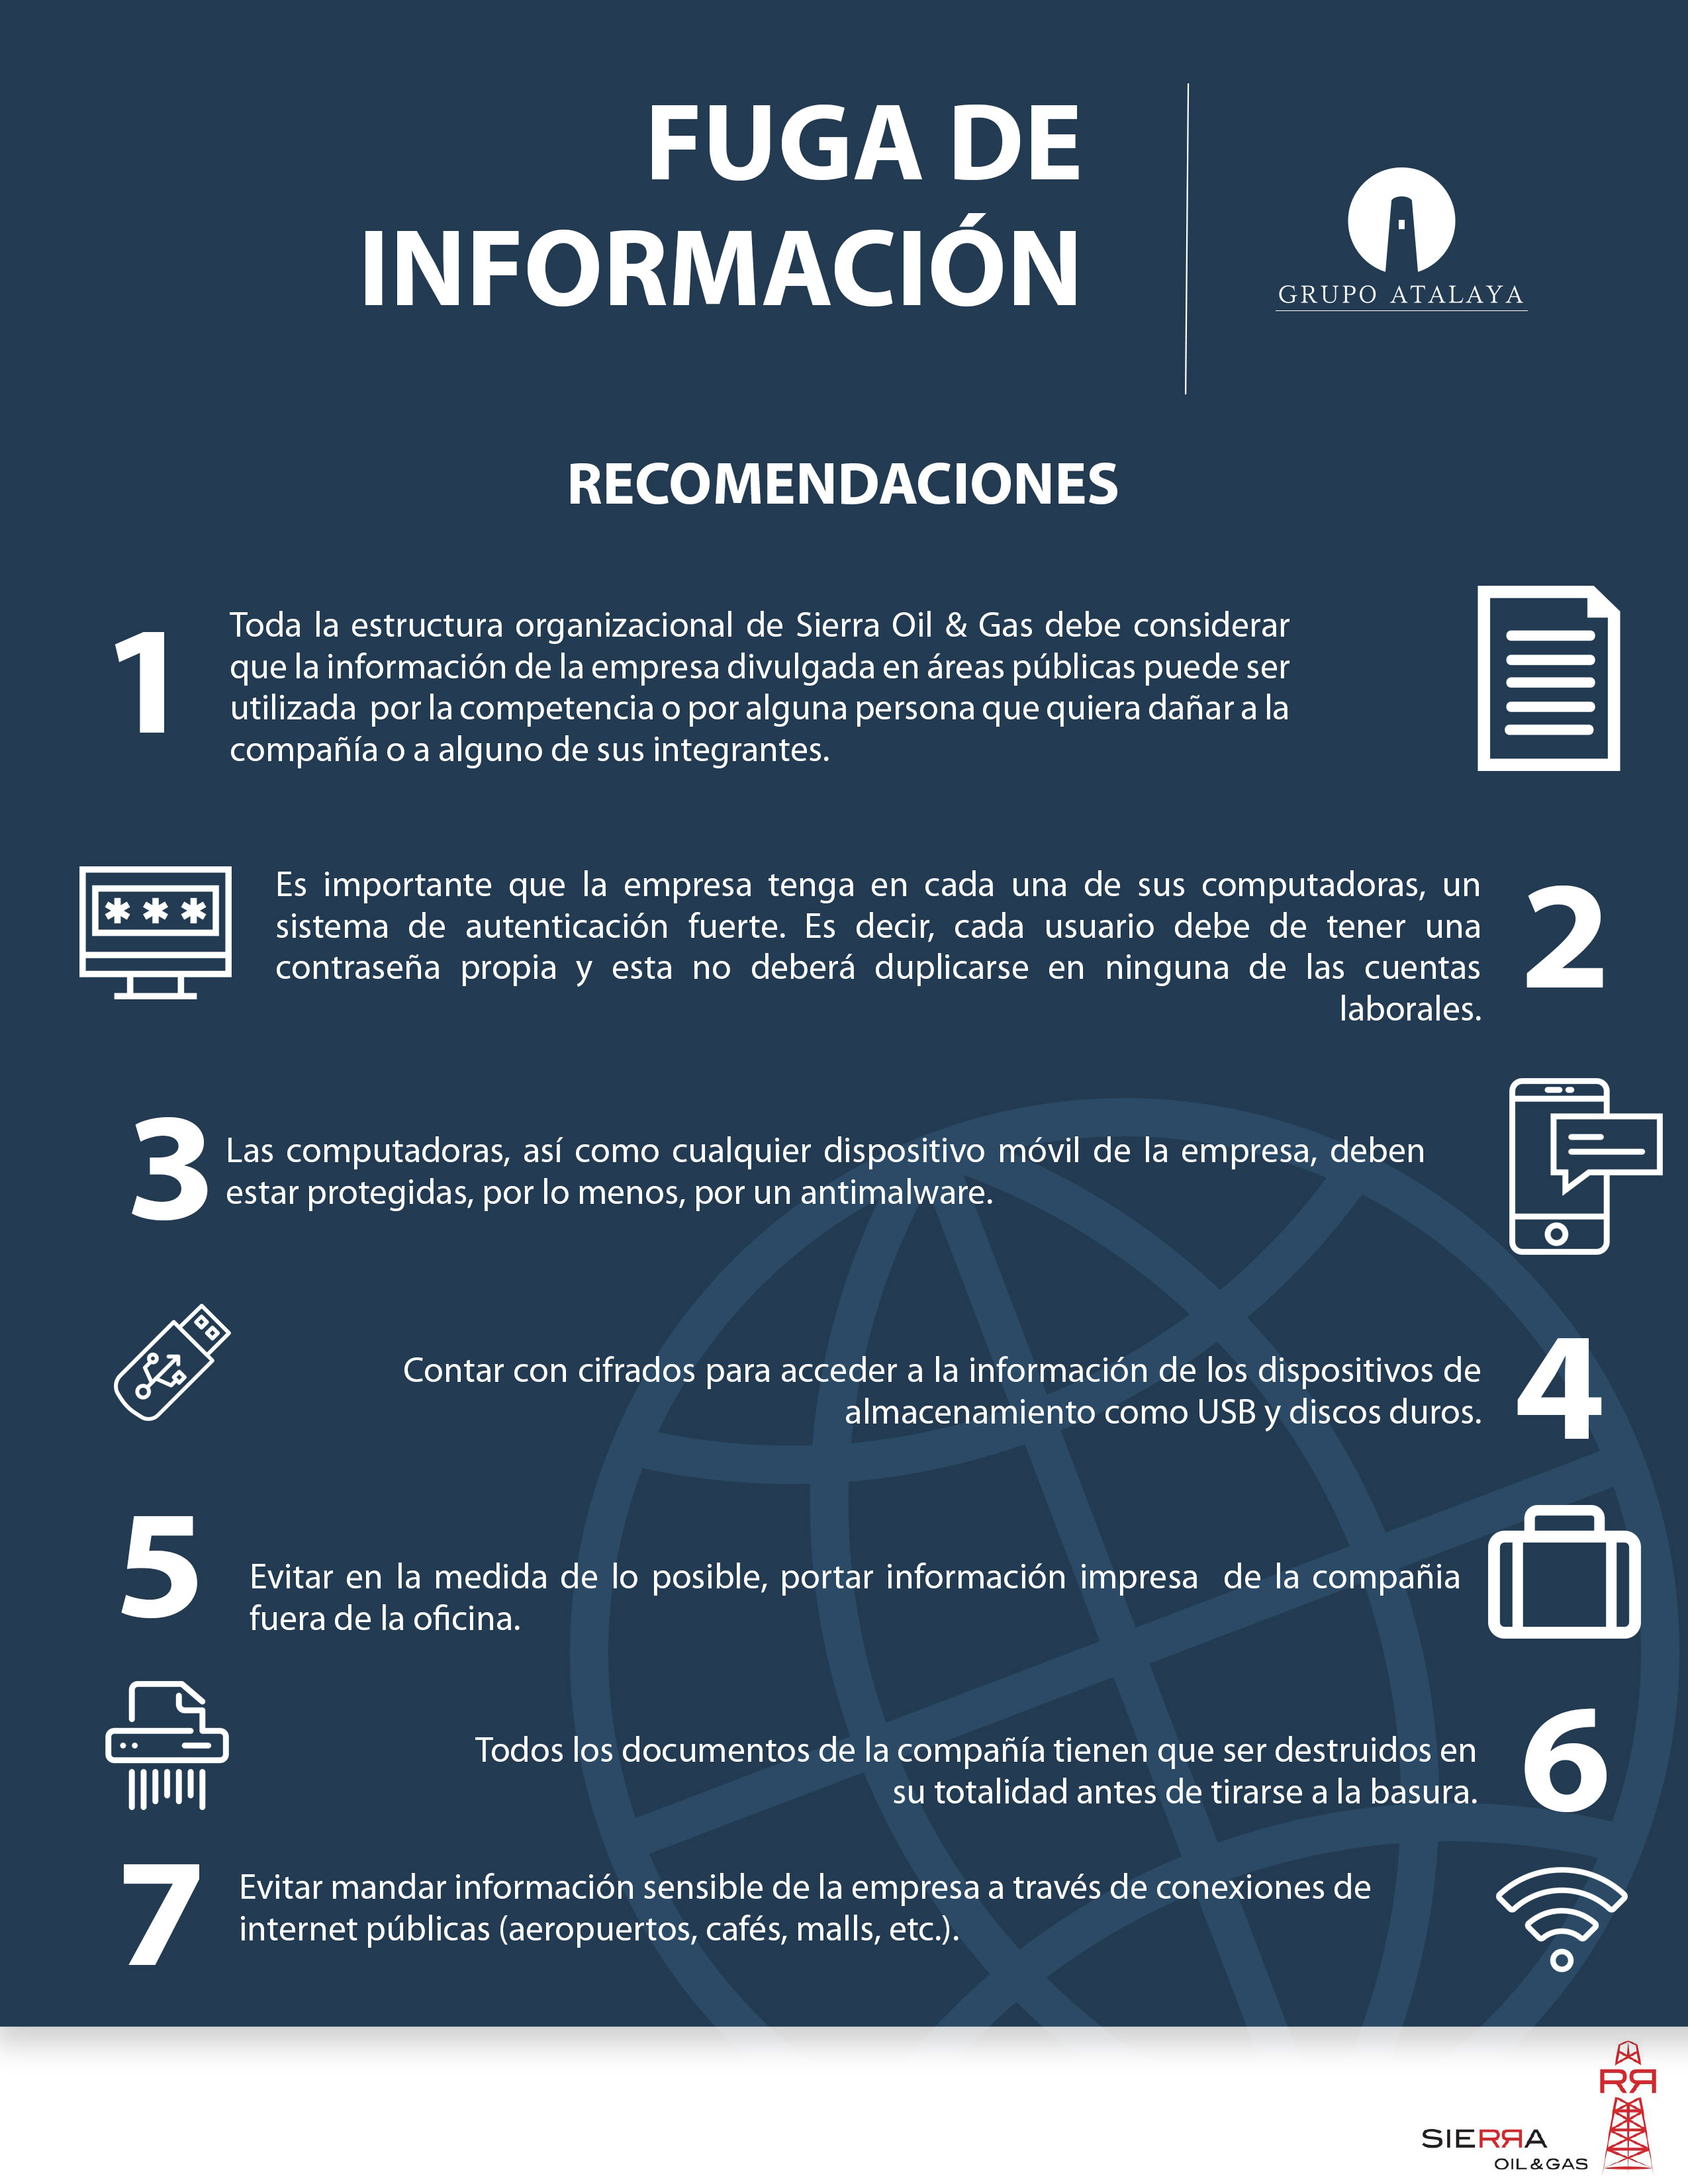 FUGA DE
INFORMACIÓN
GRUPO ATALAYA
RECOMENDACIONES
1
Toda la estructura organizacional de Sierra Oil & Gas debe considerar
que la información de la empresa divulgada en áreas públicas puede ser
utilizada por la competencia o por alguna persona que quiera dañar a la
compañía o a alguno de sus integrantes.
***
Es importante que la empresa tenga en cada una de sus computadoras, un
sistema de autenticación fuerte. Es decir, cada usuario debe de tener una
contraseña propia y esta no deberá duplicarse en ninguna de las cuentas
laborales.
2
3
Las computadoras, así como cualquier dispositivo móvil de la empresa, deben
estar protegidas, por lo menos, por un antimalware.
Contar con cifrados para acceder a la información de los dispositivos de
almacenamiento como USB y discos duros.
4
5
Evitar en la medida de lo posible, portar información impresa de la compañia
fuera de la oficina.
Todos los documentos de la compañía tienen que ser destruidos en
su totalidad antes de tirarse a la basura.
6
7
Evitar mandar información sensible de la empresa a través de conexiones de
internet públicas (aeropuertos, cafés, malls, etc.).
RR
SIERRA
OIL & GAS